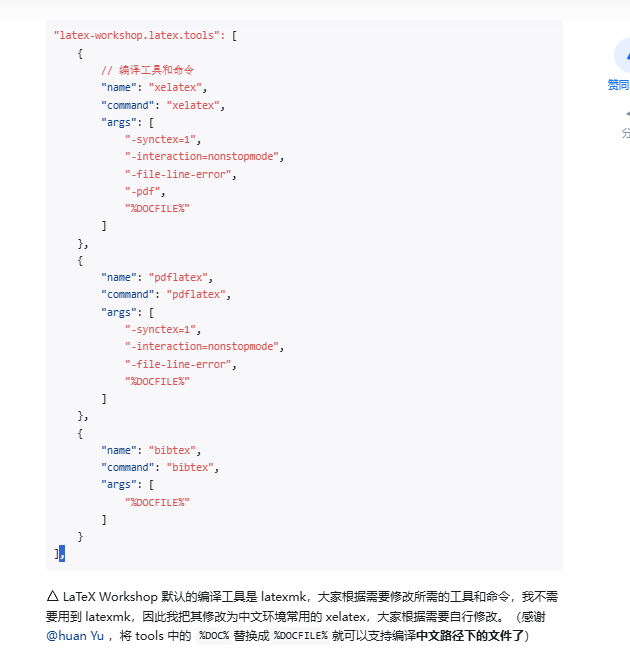 "latex-workshop.latex.tools": [
    {
        // 编译工具和命令
        "name": "xelatex",
        "command": "xelatex",
        "args": [
            "-synctex=1",
            "-interaction=nonstopmode",
            "-file-line-error",
            "-pdf",
            "%DOCFILE%"
        ]
    },
    {
        "name": "pdflatex",
        "command": "pdflatex",
        "args": [
            "-synctex=1",
            "-interaction=nonstopmode",
            "-file-line-error",
            "%DOCFILE%"
        ]
    },
    {
        "name": "bibtex",
        "command": "bibtex",
        "args": [
            "%DOCFILE%"
        ]
    }
],
△ LaTeX Workshop 默认的编译工具是 latexmk，大家根据需要修改所需的工具和命令，我不需
要用到 latexmk，因此我把其修改为中文环境常用的 xelatex，大家根据需要自行修改。（感谢
@huan Yu ，将 tools 中的 %DOC% 替换成 %DOCFILE% 就可以支持编译中文路径下的文件了）
赞同